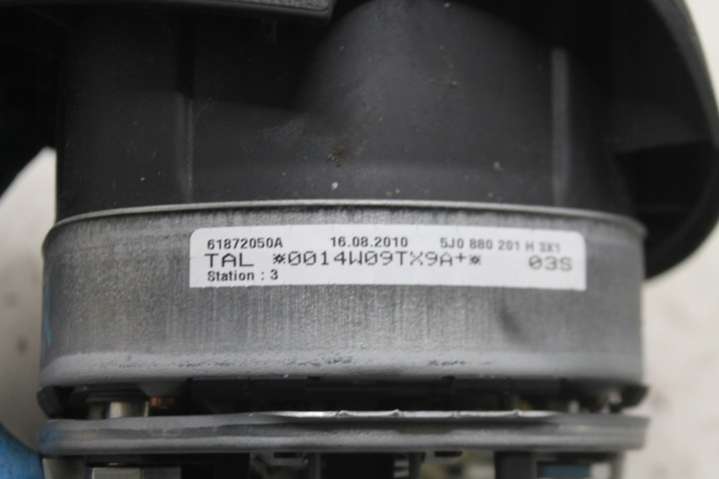 61872050A 16.08.2010 5J0 880 201 H 3X1
TAL *0014W09TX9A+* 03S
Station : 3